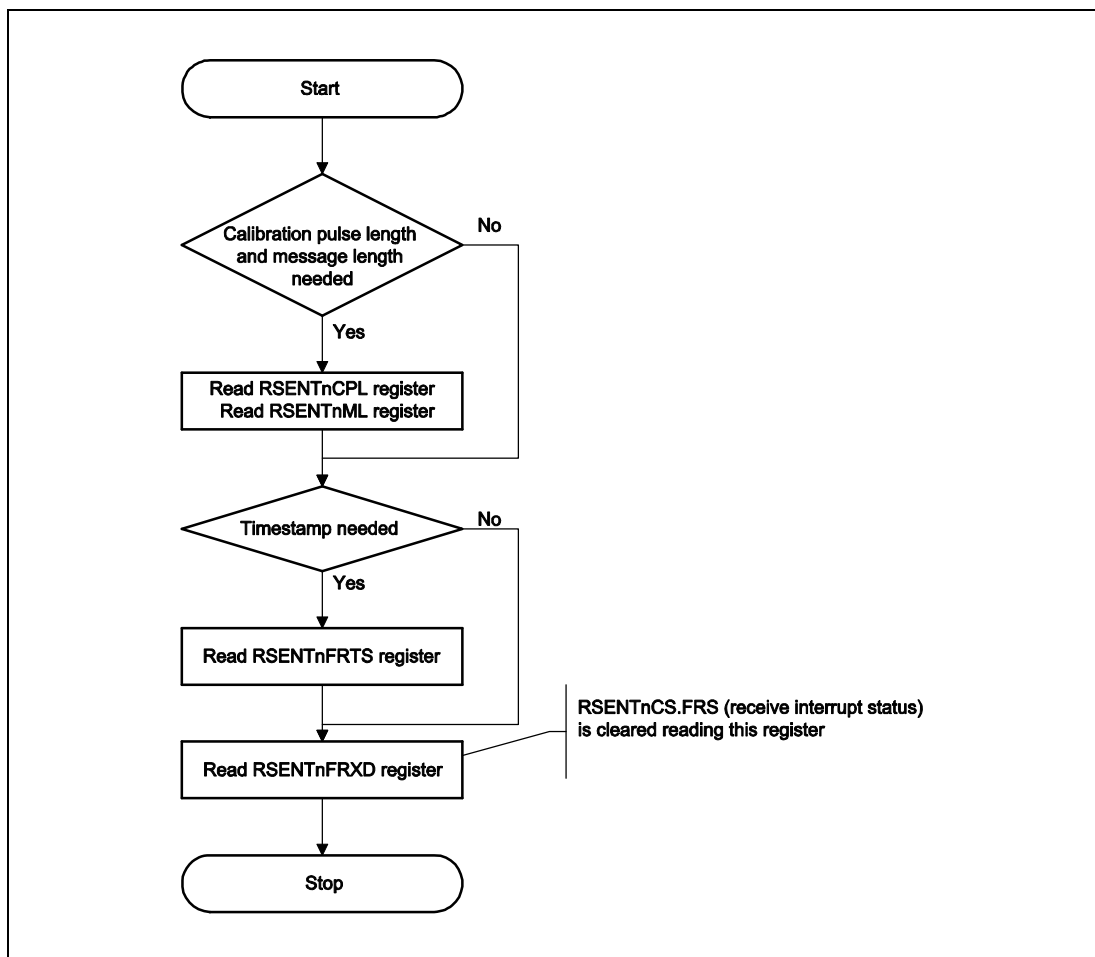 Start
Calibration pulse length
and message length
needed
No
Yes
Read RSENTnCPL register
Read RSENTnML register
Timestamp needed
No
Yes
Read RSENTnFRTS register
RSENTnCS.FRS (receive interrupt status)
is cleared reading this register
Read RSENTnFRXD register
Stop